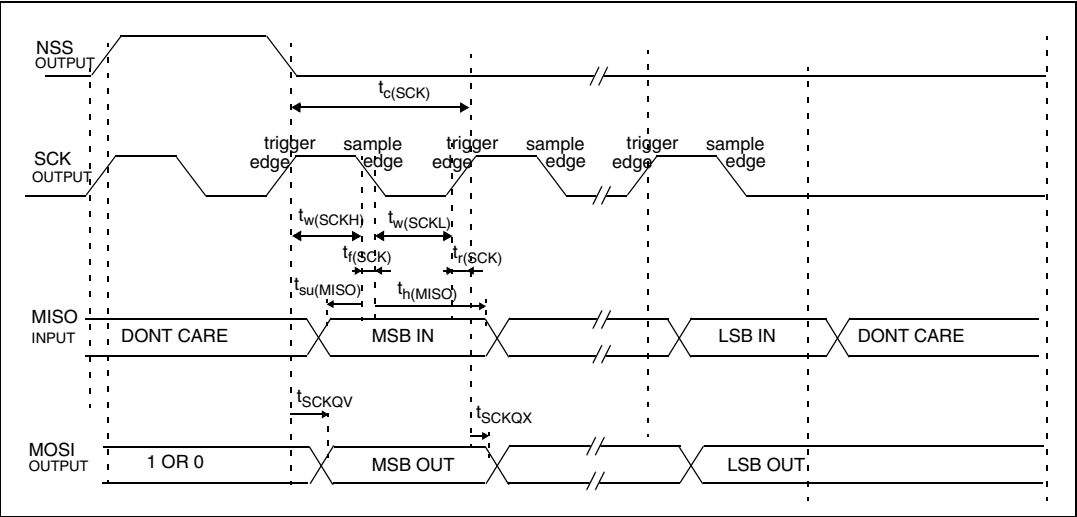 NSS
OUTPUT
tc(SCK)
trigger edge
sample edge
trigger edge
sample edge
trigger edge
sample edge
SCK
OUTPUT
tw(SCKH)
tw(SCKL)
tf(SCK)
tr(SCK)
tsu(MISO)
th(MISO)
MISO
INPUT
DONT CARE
MSB IN
LSB IN
DONT CARE
tSCKQV
tSCKQX
MOSI
OUTPUT
1 OR 0
MSB OUT
LSB OUT